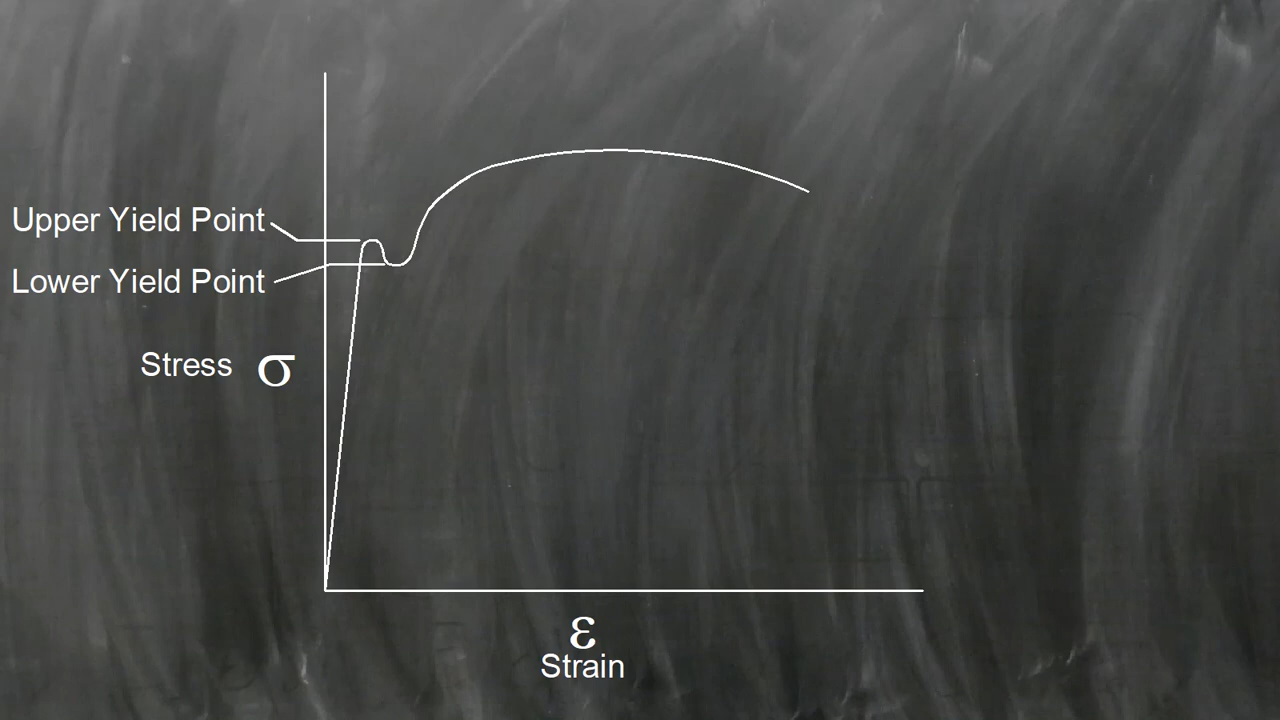 Upper Yield Point
Lower Yield Point
Stress σ
ε
Strain